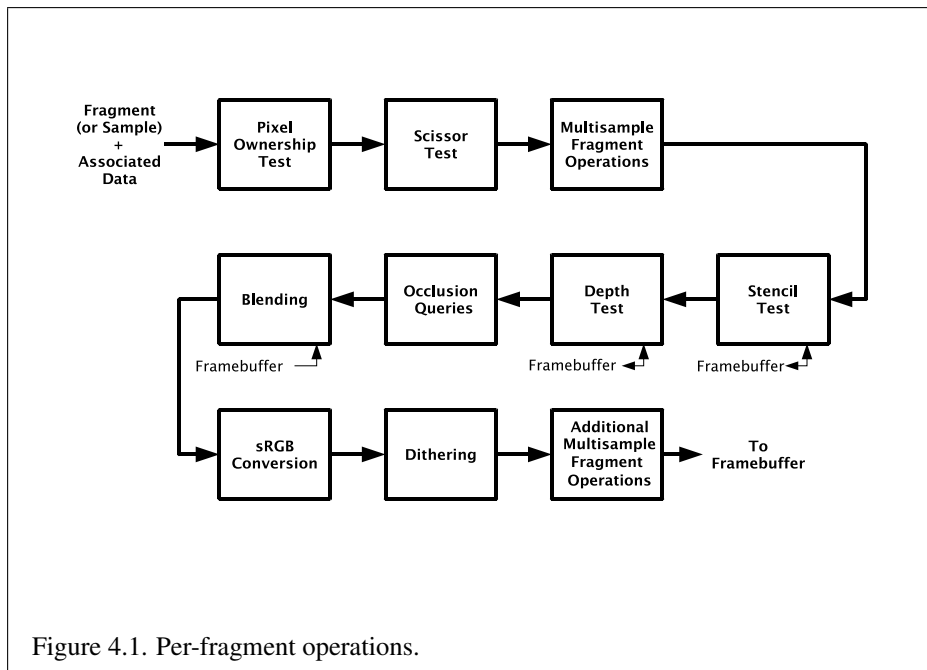 Fragment
(or Sample)
+
Associated
Data
Pixel
Ownership
Test
Scissor
Test
Multisample
Fragment
Operations
Blending
Occlusion
Queries
Depth
Test
Stencil
Test
Framebuffer
Framebuffer
Framebuffer
sRGB
Conversion
Dithering
Additional
Multisample
Fragment
Operations
To
Framebuffer
Figure 4.1. Per-fragment operations.